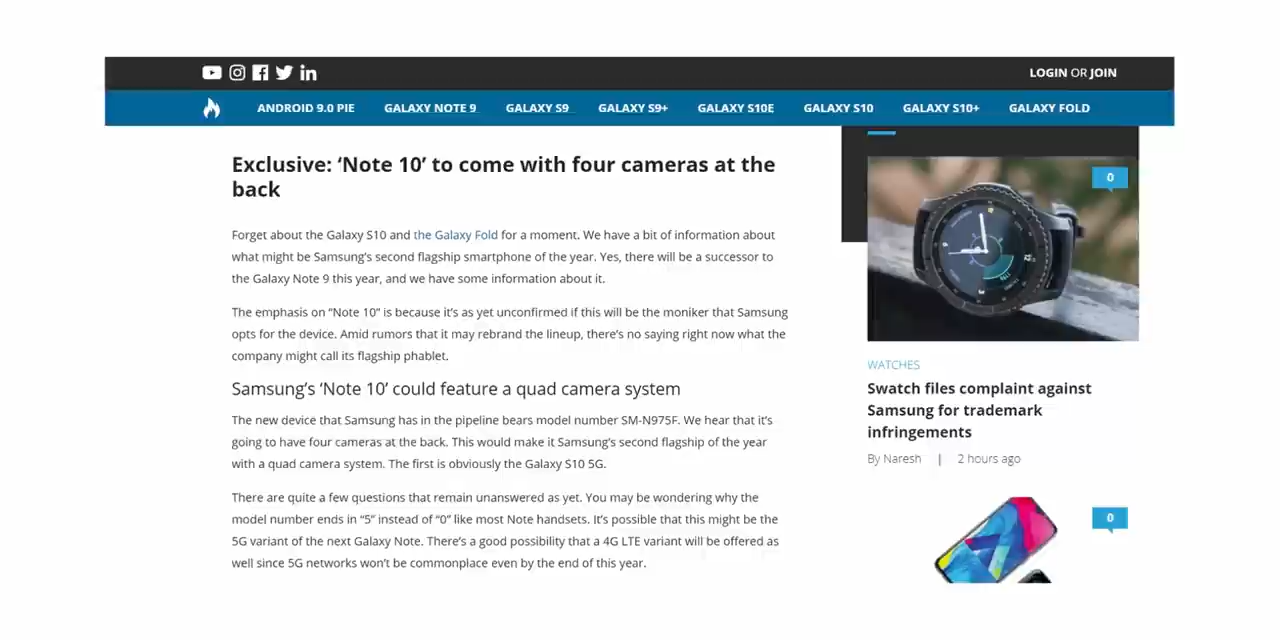 LOGIN OR JOIN
ANDROID 9.0 PIE GALAXY NOTE 9 GALAXY S9 GALAXY S9+ GALAXY S10E GALAXY S10 GALAXY S10+ GALAXY FOLD
Exclusive: ‘Note 10’ to come with four cameras at the
back
Forget about the Galaxy S10 and the Galaxy Fold for a moment. We have a bit of information about
what might be Samsung’s second flagship smartphone of the year. Yes, there will be a successor to
the Galaxy Note 9 this year, and we have some information about it.
The emphasis on “Note 10” is because it’s as yet unconfirmed if this will be the moniker that Samsung
opts for the device. Amid rumors that it may rebrand the lineup, there’s no saying right now what the
company might call its flagship phablet.
Samsung’s ‘Note 10’ could feature a quad camera system
The new device that Samsung has in the pipeline bears model number SM-N975F. We hear that it’s
going to have four cameras at the back. This would make it Samsung’s second flagship of the year
with a quad camera system. The first is obviously the Galaxy S10 5G.
There are quite a few questions that remain unanswered as yet. You may be wondering why the
model number ends in “5” instead of “0” like most Note handsets. It’s possible that this might be the
5G variant of the next Galaxy Note. There’s a good possibility that a 4G LTE variant will be offered as
well since 5G networks won’t be commonplace even by the end of this year.
0
WATCHES
Swatch files complaint against
Samsung for trademark
infringements
By Naresh | 2 hours ago
0